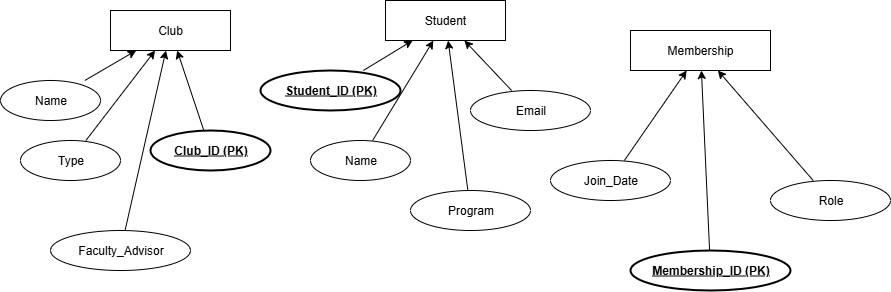 Club
Name
Type
Club_ID (PK)
Faculty_Advisor
Student
Student_ID (PK)
Name
Email
Program
Membership
Join_Date
Role
Membership_ID (PK)